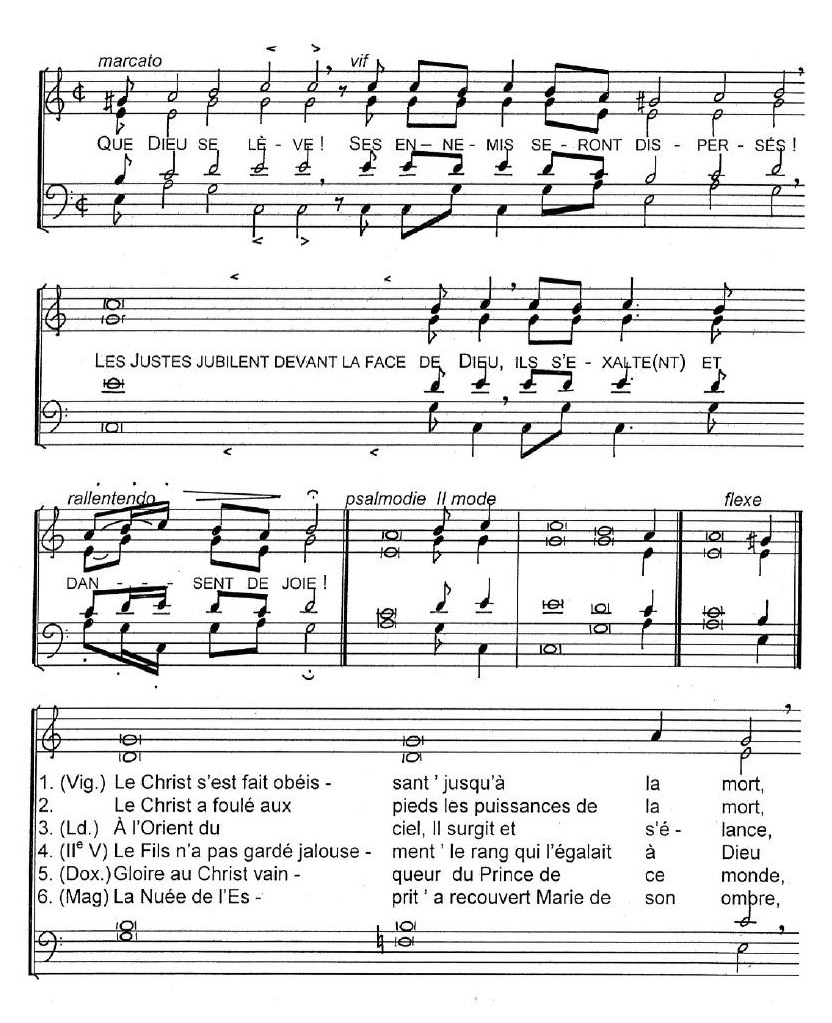 marcato vif
QUE DIEU SE LÈ - VE ! SES EN - NE - MIS SE - RONT DIS - PER - SÉS !
LES JUSTES JUBILENT DEVANT LA FACE DE DIEU, ILS S'E - XALTE(NT) ET
rallentendo psalmodie II mode flexe
DAN - - - SENT DE JOIE !
1. (Vig.) Le Christ s'est fait obéis - sant ' jusqu'à la mort,
2. Le Christ a foulé aux pieds les puissances de la mort,
3. (Ld.) À l'Orient du ciel, Il surgit et s'é - lance,
4. (IIe V) Le Fils n'a pas gardé jalouse - ment ' le rang qui l'égalait à Dieu
5. (Dox.) Gloire au Christ vain - queur du Prince de ce monde,
6. (Mag) La Nuée de l'Es - prit ' a recouvert Marie de son ombre,